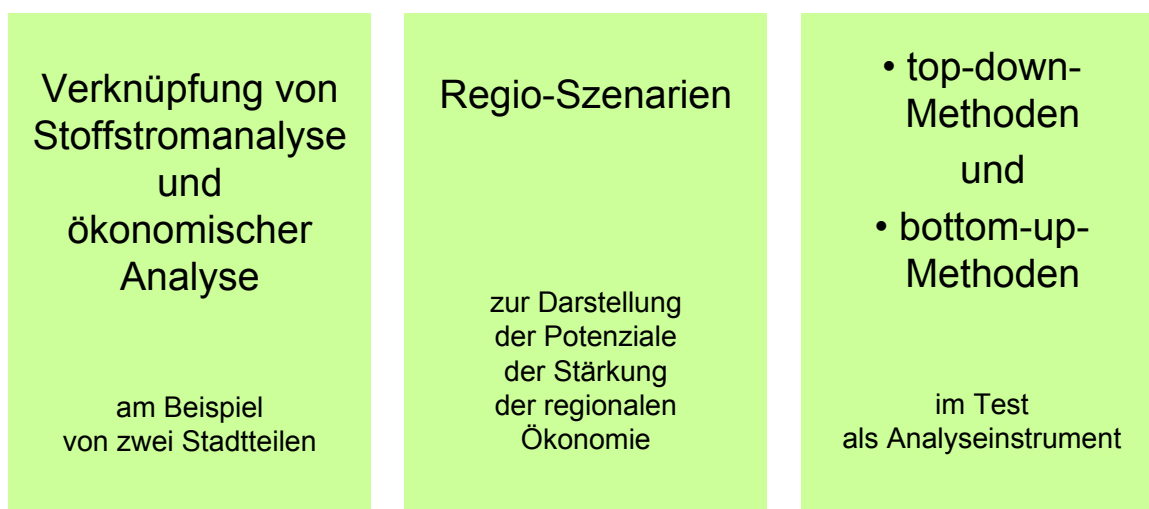 Verknüpfung von
Stoffstromanalyse
und
ökonomischer
Analyse
am Beispiel
von zwei Stadtteilen
Regio-Szenarien
zur Darstellung
der Potenziale
der Stärkung
der regionalen
Ökonomie
• top-down-
Methoden
und
• bottom-up-
Methoden
im Test
als Analyseinstrument